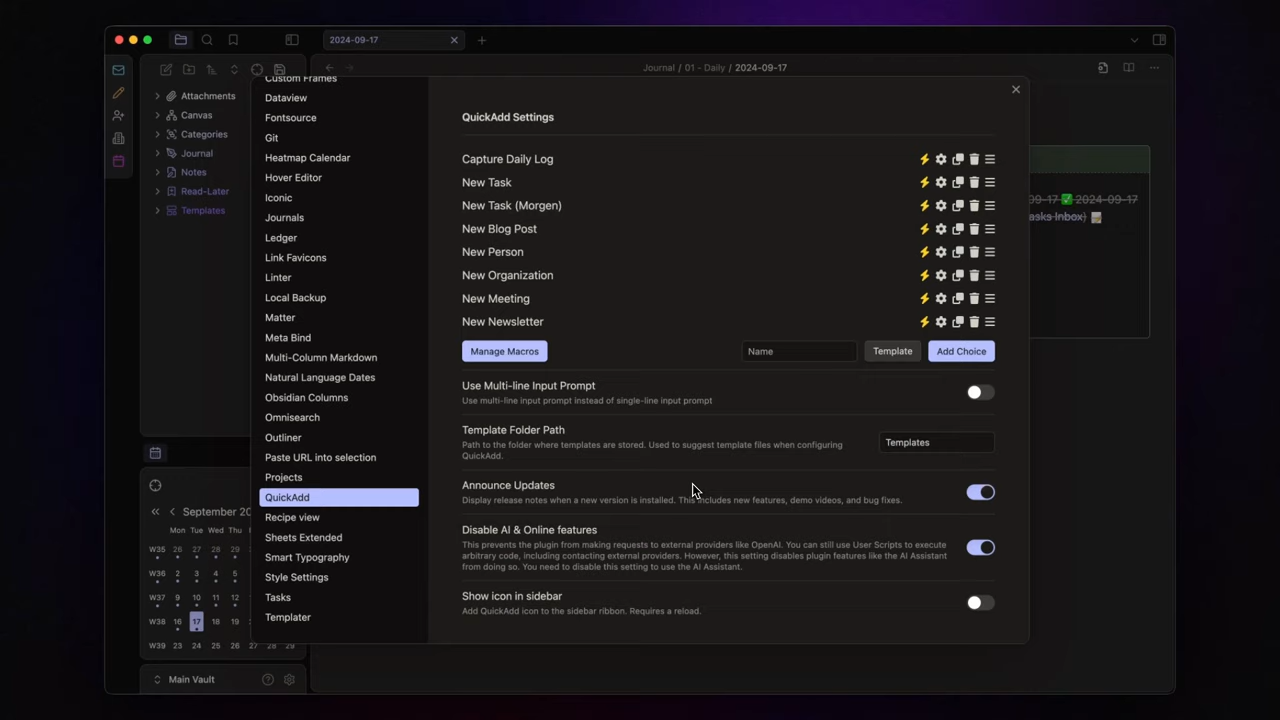 2024-09-17
Journal / 01 - Daily / 2024-09-17
Attachments
Canvas
Categories
Journal
Notes
Read-Later
Templates
September 20
Mon Tue Wed Thu
W35 26 27 28 29
W36 2 3 4 5
W37 9 10 11 12
W38 16 17 18 19
W39 23 24 25 26 27 28 29
Main Vault
Custom Frames
Dataview
Fontsource
Git
Heatmap Calendar
Hover Editor
Iconic
Journals
Ledger
Link Favicons
Linter
Local Backup
Matter
Meta Bind
Multi-Column Markdown
Natural Language Dates
Obsidian Columns
Omnisearch
Outliner
Paste URL into selection
Projects
QuickAdd
Recipe view
Sheets Extended
Smart Typography
Style Settings
Tasks
Templater
QuickAdd Settings
Capture Daily Log
New Task
New Task (Morgen)
New Blog Post
New Person
New Organization
New Meeting
New Newsletter
Manage Macros Name Template Add Choice
Use Multi-line Input Prompt
Use multi-line input prompt instead of single-line input prompt
Template Folder Path
Path to the folder where templates are stored. Used to suggest template files when configuring
QuickAdd.
Templates
Announce Updates
Display release notes when a new version is installed. This includes new features, demo videos, and bug fixes.
Disable AI & Online features
This prevents the plugin from making requests to external providers like OpenAI. You can still use User Scripts to execute
arbitrary code, including contacting external providers. However, this setting disables plugin features like the AI Assistant
from doing so. You need to disable this setting to use the AI Assistant.
Show icon in sidebar
Add QuickAdd icon to the sidebar ribbon. Requires a reload.
09-17 ✅ 2024-09-17
asks Inbox)